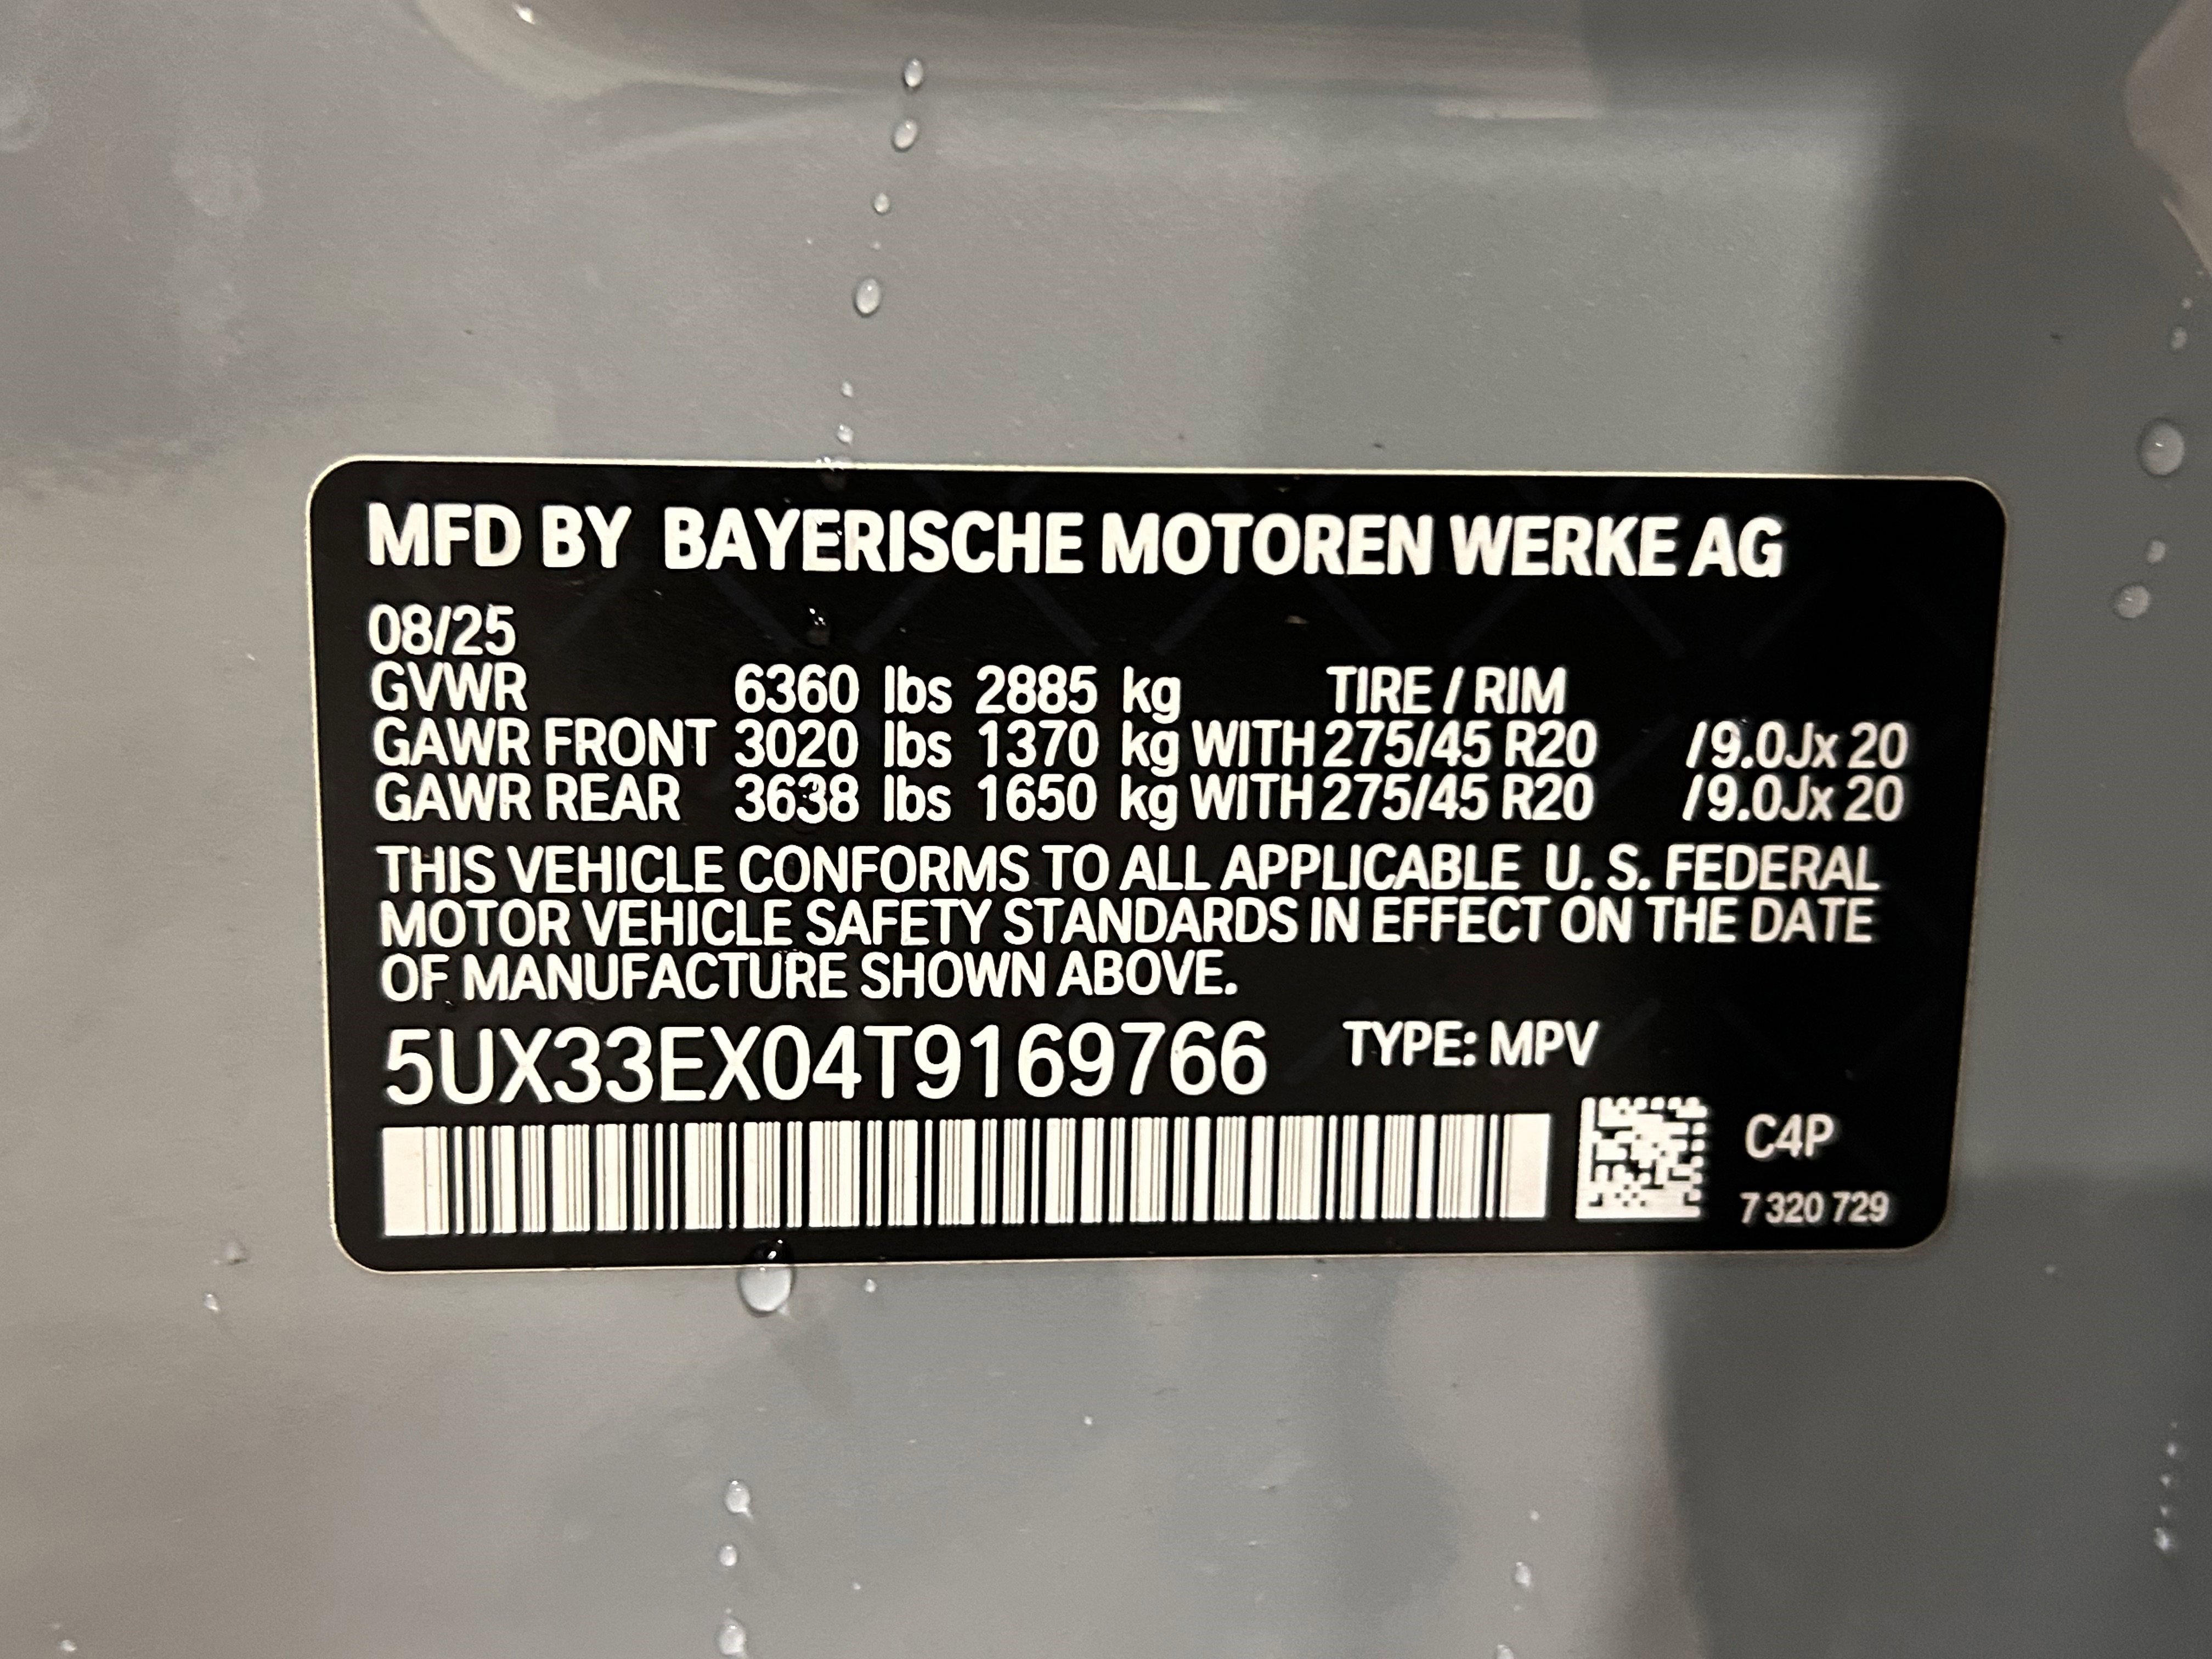 MFD BY BAYERISCHE MOTOREN WERKE AG
08/25
GVWR 6360 lbs 2885 kg TIRE / RIM
GAWR FRONT 3020 lbs 1370 kg WITH 275/45 R20 /9.0Jx 20
GAWR REAR 3638 lbs 1650 kg WITH 275/45 R20 /9.0Jx 20
THIS VEHICLE CONFORMS TO ALL APPLICABLE U. S. FEDERAL
MOTOR VEHICLE SAFETY STANDARDS IN EFFECT ON THE DATE
OF MANUFACTURE SHOWN ABOVE.
5UX33EX04T9169766 TYPE: MPV
C4P
7 320 729